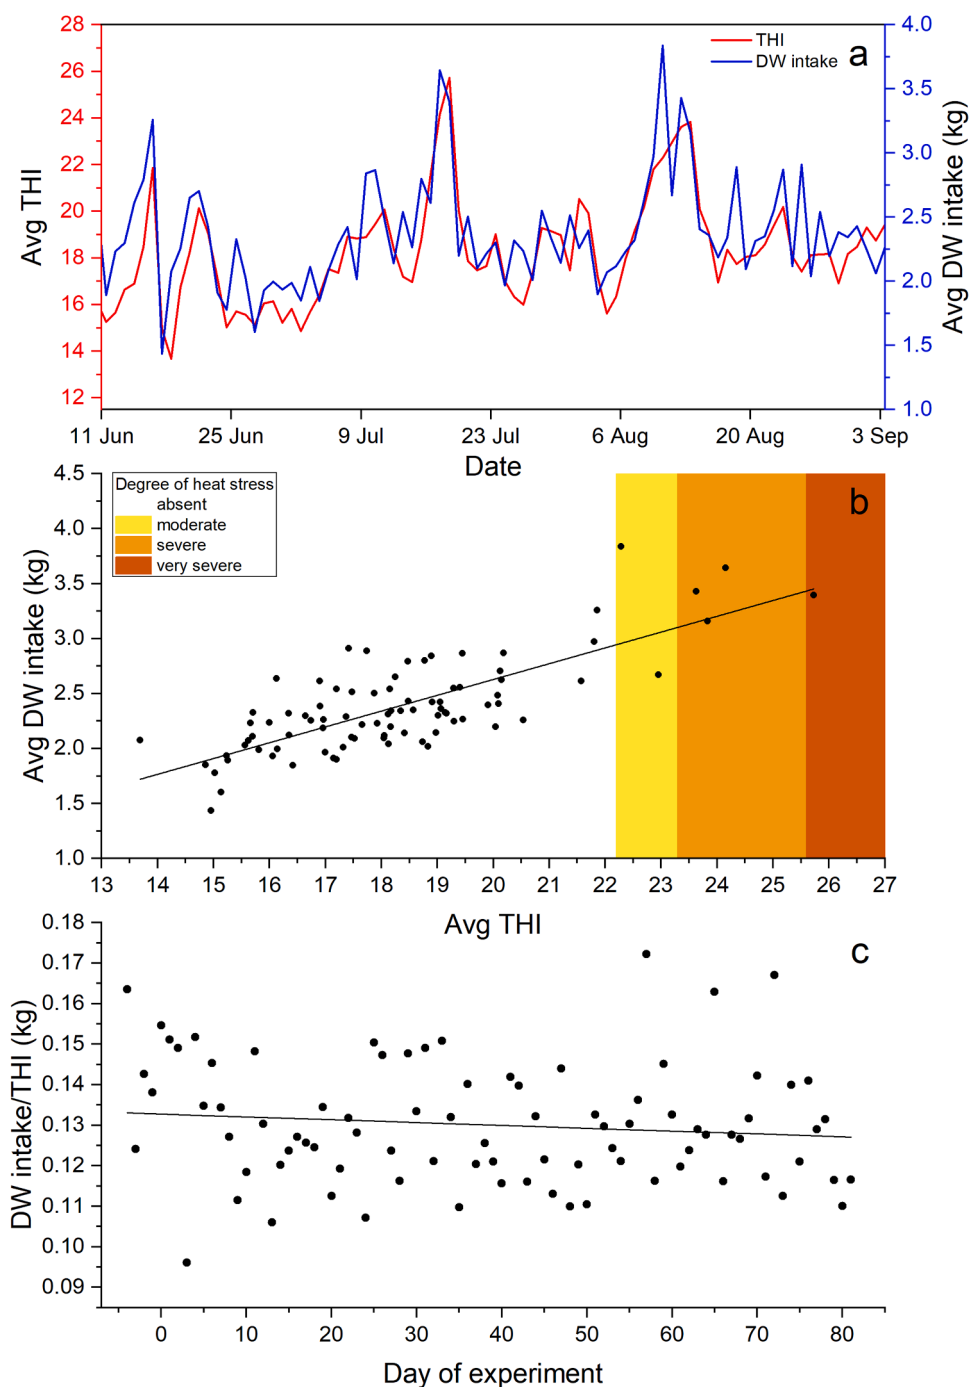 28
26
24
22
20
18
16
14
12
Avg THI
4.0
3.5
3.0
2.5
2.0
1.5
1.0
Avg DW intake (kg)
THI
DW intake
a
11 Jun
25 Jun
9 Jul
23 Jul
6 Aug
20 Aug
3 Sep
Date
4.5
4.0
3.5
3.0
2.5
2.0
1.5
1.0
Avg DW intake (kg)
Degree of heat stress
absent
moderate
severe
very severe
b
13 14 15 16 17 18 19 20 21 22 23 24 25 26 27
Avg THI
0.18
0.17
0.16
0.15
0.14
0.13
0.12
0.11
0.10
0.09
DW intake/THI (kg)
c
0 10 20 30 40 50 60 70 80
Day of experiment